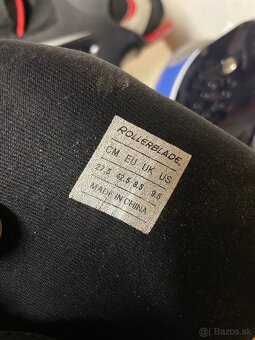 ROLLERBLADE.
CM EU UK US
27.5 42.5 8.5 9.5
MADE IN CHINA
Bazos.sk